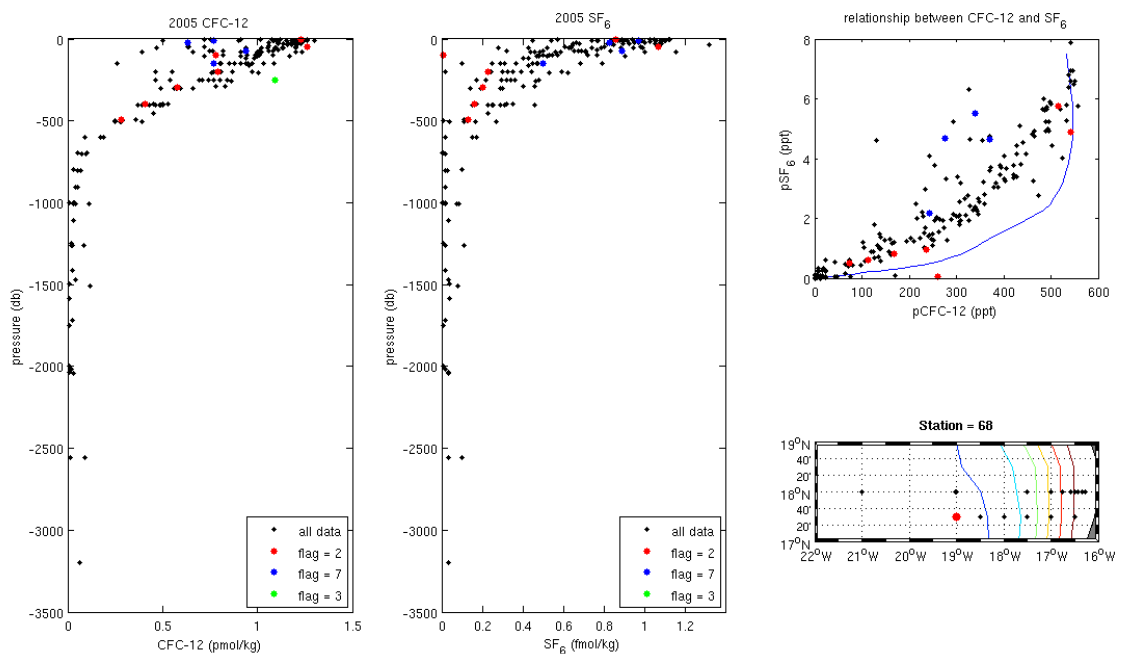 2005 CFC-12
0
-500
-1000
-1500
-2000
-2500
-3000
-3500
pressure (db)
0
0.5
1
1.5
CFC-12 (pmol/kg)
all data
flag = 2
flag = 7
flag = 3
2005 SF6
0
-500
-1000
-1500
-2000
-2500
-3000
-3500
pressure (db)
0
0.2
0.4
0.6
0.8
1
1.2
SF6 (fmol/kg)
all data
flag = 2
flag = 7
flag = 3
relationship between CFC-12 and SF6
8
6
4
2
0
pSF6 (ppt)
0
100
200
300
400
500
600
pCFC-12 (ppt)
Station = 68
19°N
40'
20'
18°N
40'
20'
17°N
22°W
21°W
20°W
19°W
18°W
17°W
16°W